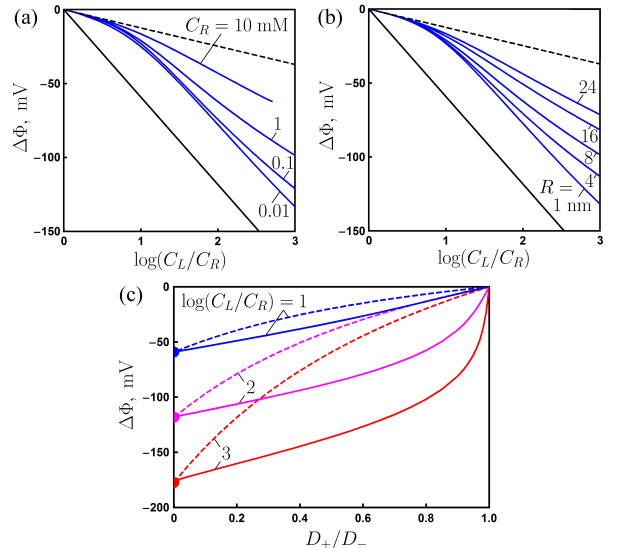 (a)
0
−50
−100
−150
ΔΦ, mV
C_R = 10 mM
1
0.1
0.01
0 1 2 3
log(C_L/C_R)
(b)
0
−50
−100
−150
ΔΦ, mV
24
16
8
4
R =
1 nm
0 1 2 3
log(C_L/C_R)
(c)
0
−50
−100
−150
−200
ΔΦ, mV
log(C_L/C_R) = 1
2
3
0 0.2 0.4 0.6 0.8 1.0
D_+/D_−